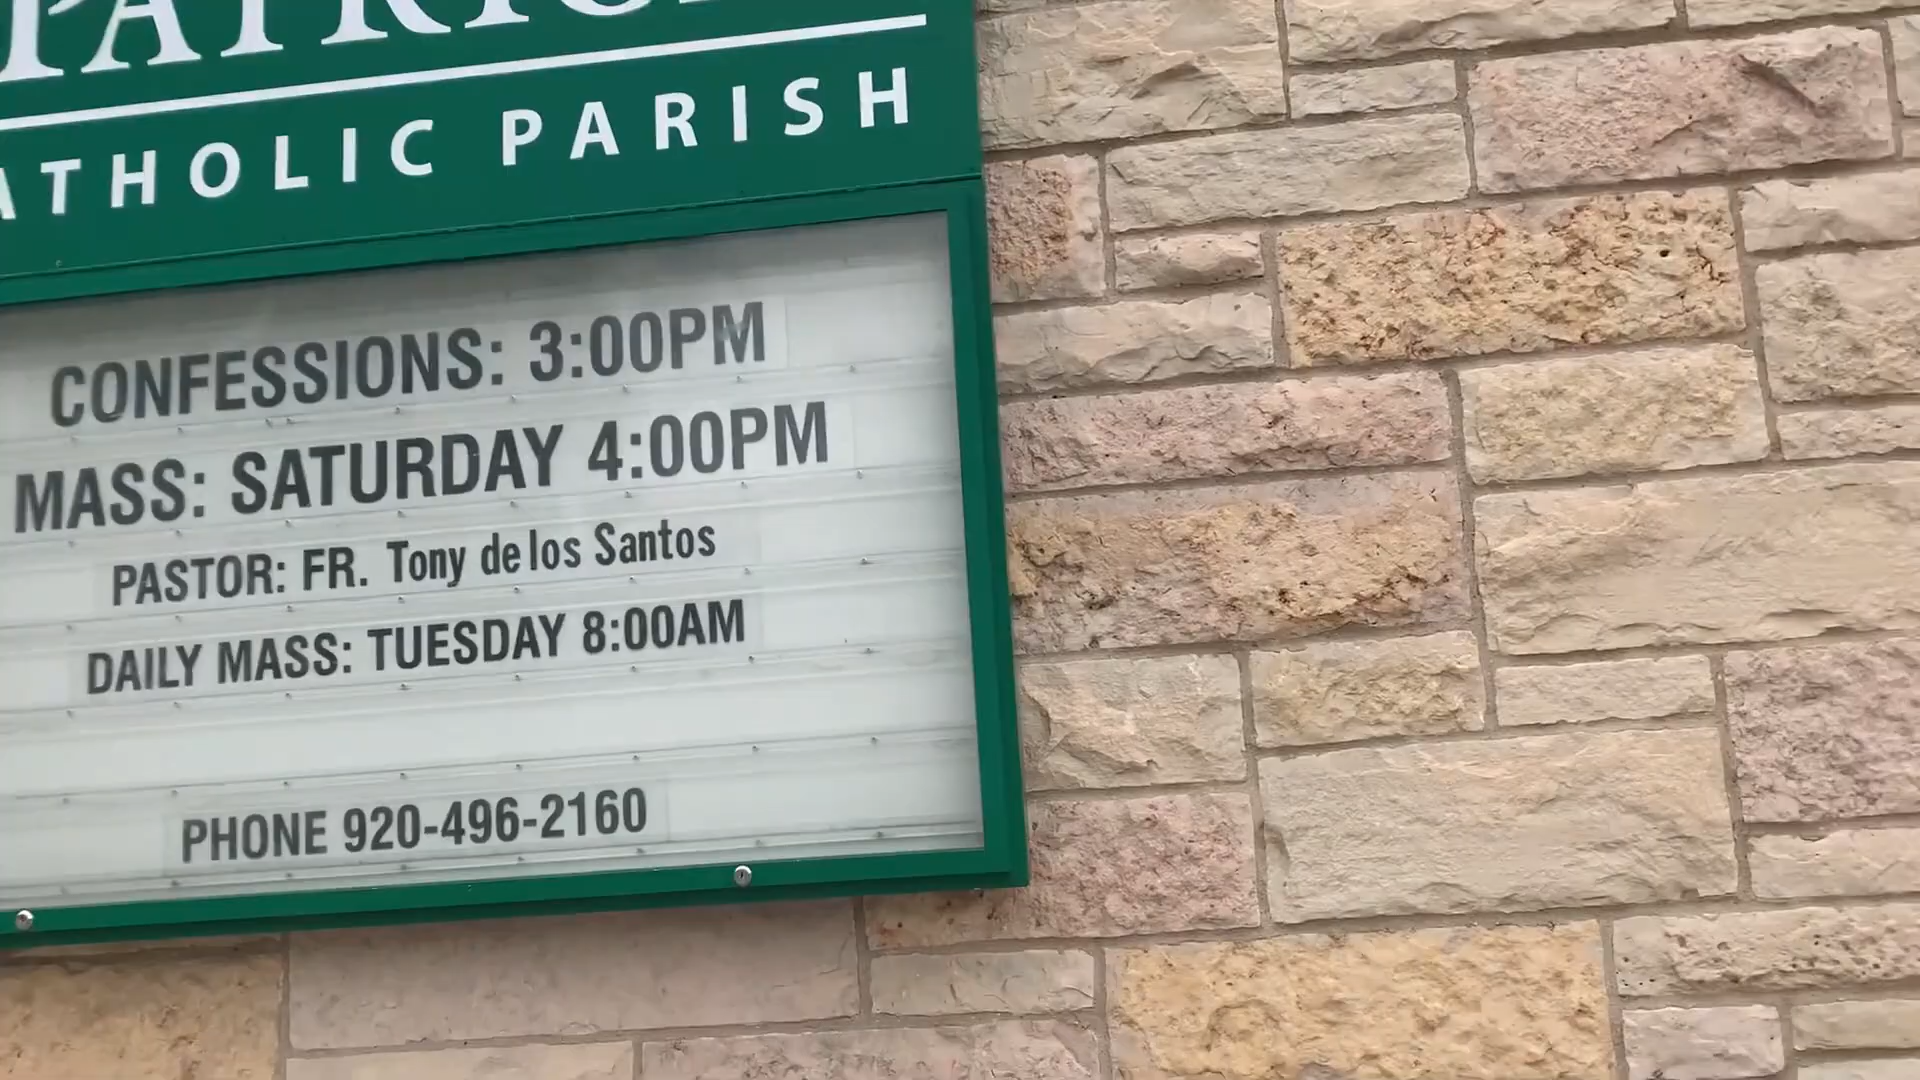 CATHOLIC PARISH
CONFESSIONS: 3:00PM
MASS: SATURDAY 4:00PM
PASTOR: FR. Tony de los Santos
DAILY MASS: TUESDAY 8:00AM
PHONE 920-496-2160